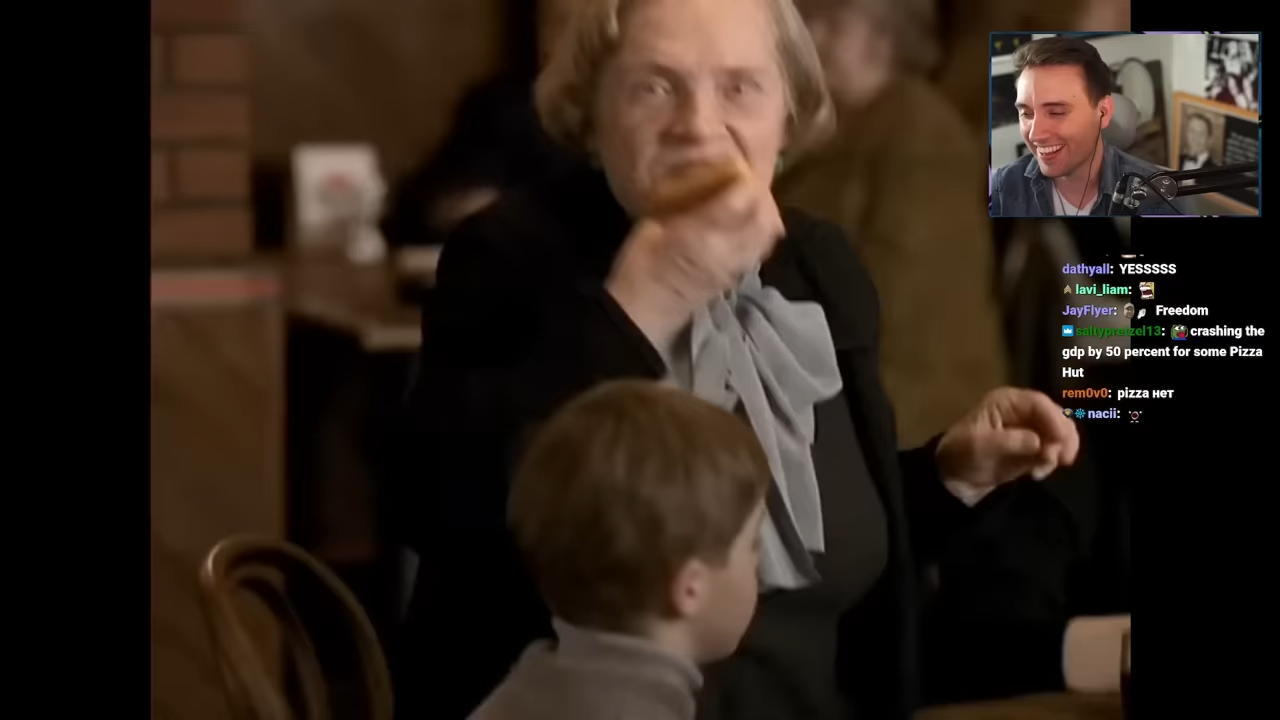 dathyall: YESSSSS
lavi_liam:
JayFlyer: Freedom
saltypretzel13: crashing the
gdp by 50 percent for some Pizza
Hut
rem0v0: pizza нет
nacii: